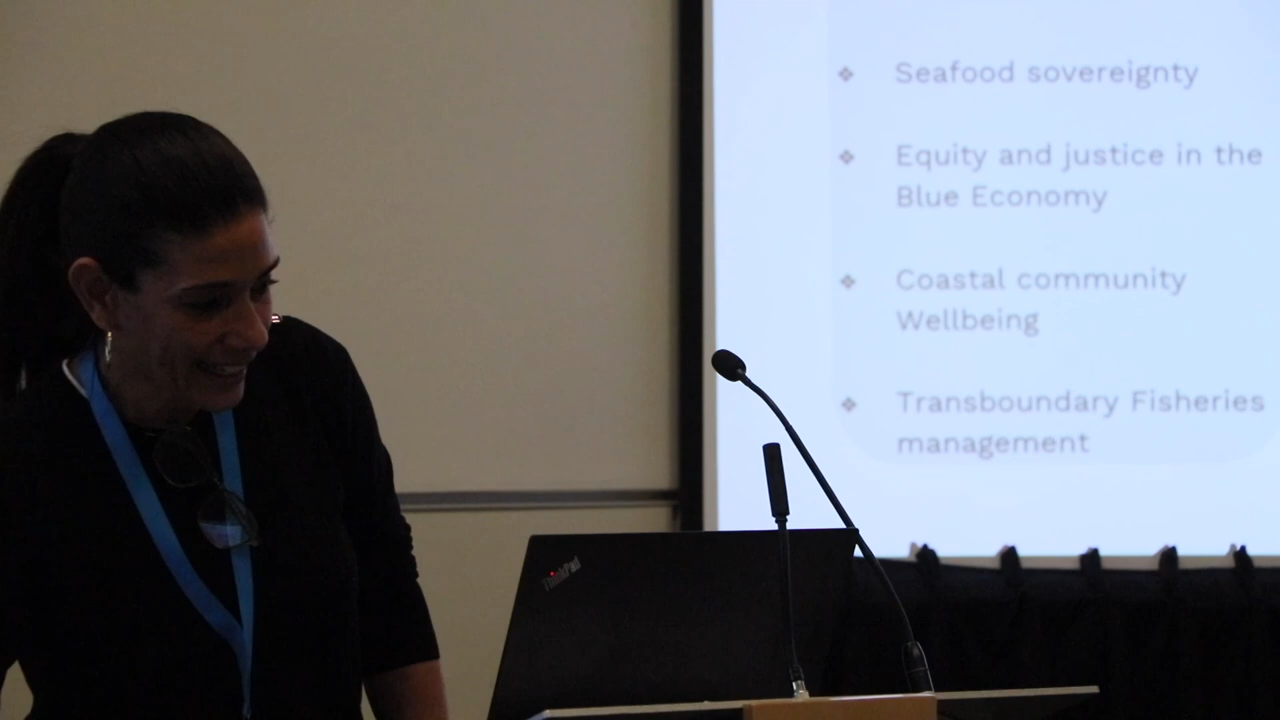 Seafood sovereignty
Equity and justice in the
Blue Economy
Coastal community
Wellbeing
Transboundary Fisheries
management
ThinkPad